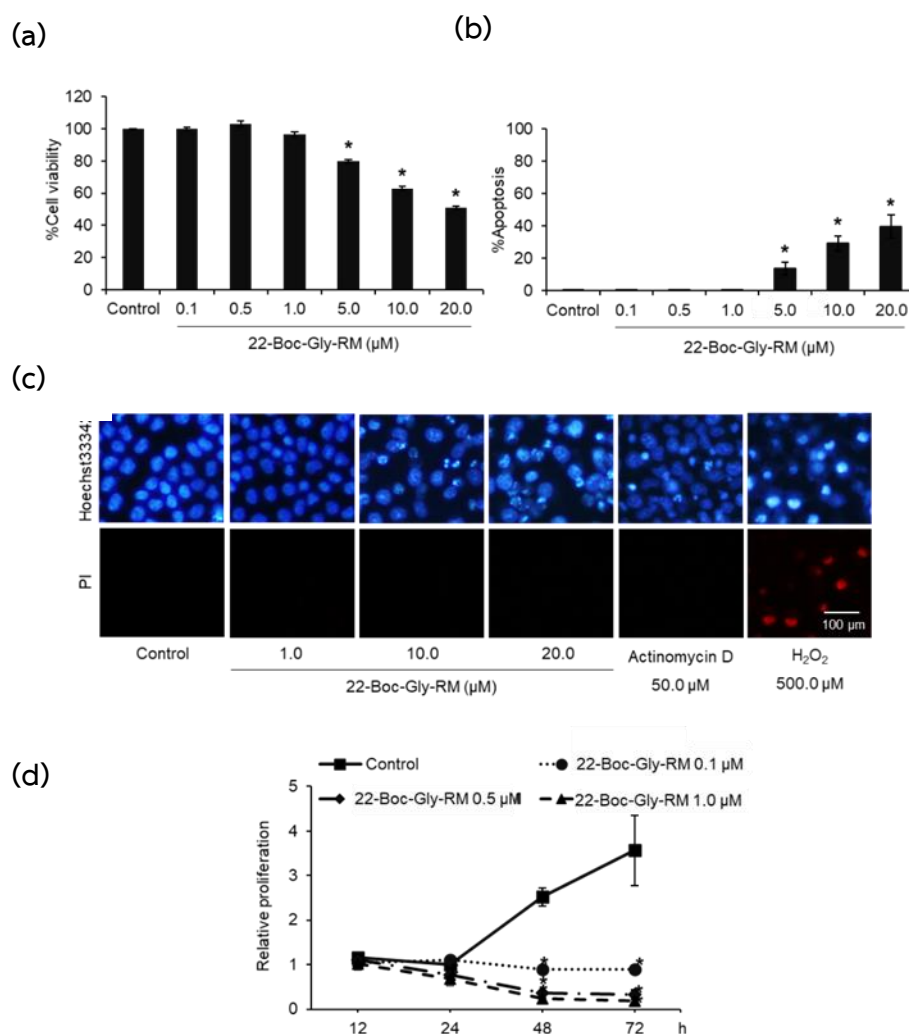 (a)
(b)
120
100
80
60
40
20
0
%Cell viability
*
*
*
Control
0.1
0.5
1.0
5.0
10.0
20.0
22-Boc-Gly-RM (µM)
100
80
60
40
20
0
%Apoptosis
*
*
*
Control
0.1
0.5
1.0
5.0
10.0
20.0
22-Boc-Gly-RM (µM)
(c)
Hoechst3334
PI
100 µm
Control
1.0
10.0
20.0
Actinomycin D
H₂O₂
22-Boc-Gly-RM (µM)
50.0 µM
500.0 µM
(d)
Control
22-Boc-Gly-RM 0.1 µM
22-Boc-Gly-RM 0.5 µM
22-Boc-Gly-RM 1.0 µM
5
4
3
2
1
0
Relative proliferation
*
*
*
*
12
24
48
72
h